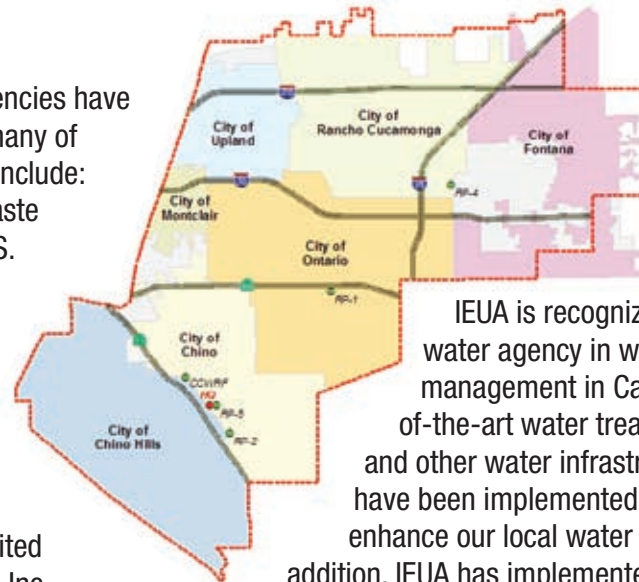 encies have
many of
nclude:
aste
S.
ited
Inc
City of
Upland
City of
Rancho Cucamonga
City of
Fontana
City of
Montclair
City of
Ontario
City of
Chino
City of
Chino Hills
RP-4
RP-1
CCWRF
HQ
RP-5
RP-2
IEUA is recogniz
water agency in w
management in Ca
of-the-art water trea
and other water infrastr
have been implemented
enhance our local water
addition, IEUA has implemente